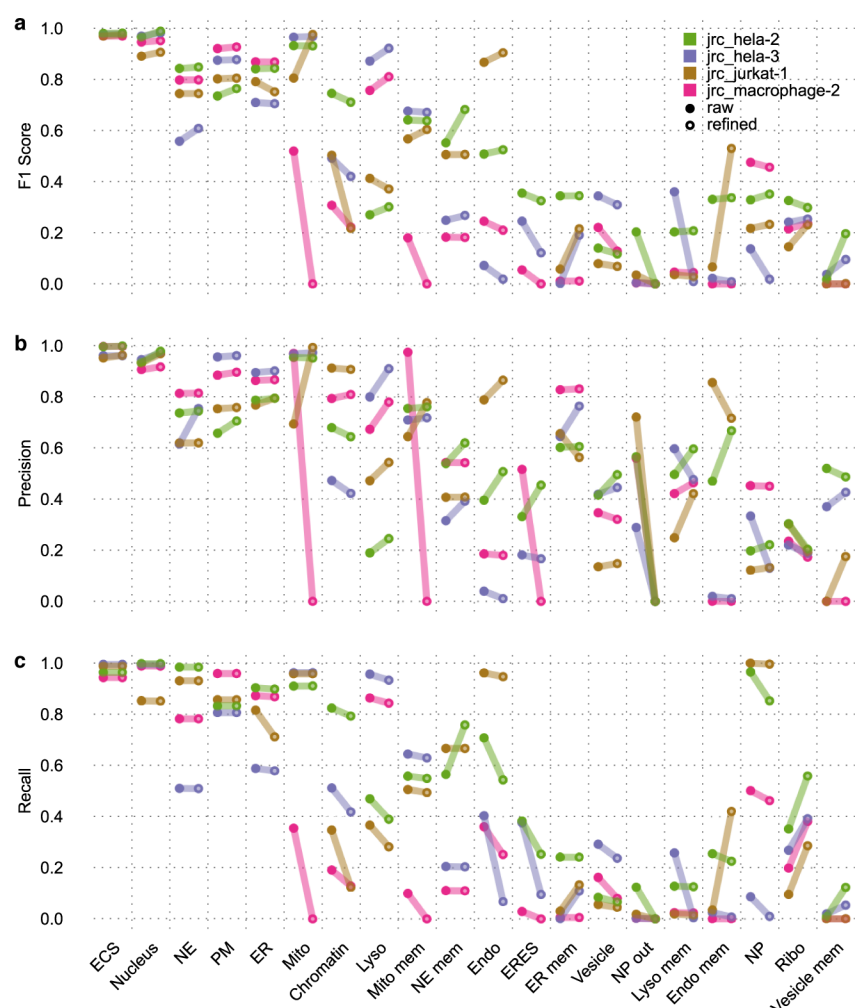 a
1.0
0.8
0.6
0.4
0.2
0.0
F1 Score
jrc_hela-2
jrc_hela-3
jrc_jurkat-1
jrc_macrophage-2
raw
refined
b
1.0
0.8
0.6
0.4
0.2
0.0
Precision
c
1.0
0.8
0.6
0.4
0.2
0.0
Recall
ECS
Nucleus
NE
PM
ER
Mito
Chromatin
Lyso
Mito mem
NE mem
Endo
ERES
ER mem
Vesicle
NP out
Lyso mem
Endo mem
NP
Ribo
Vesicle mem